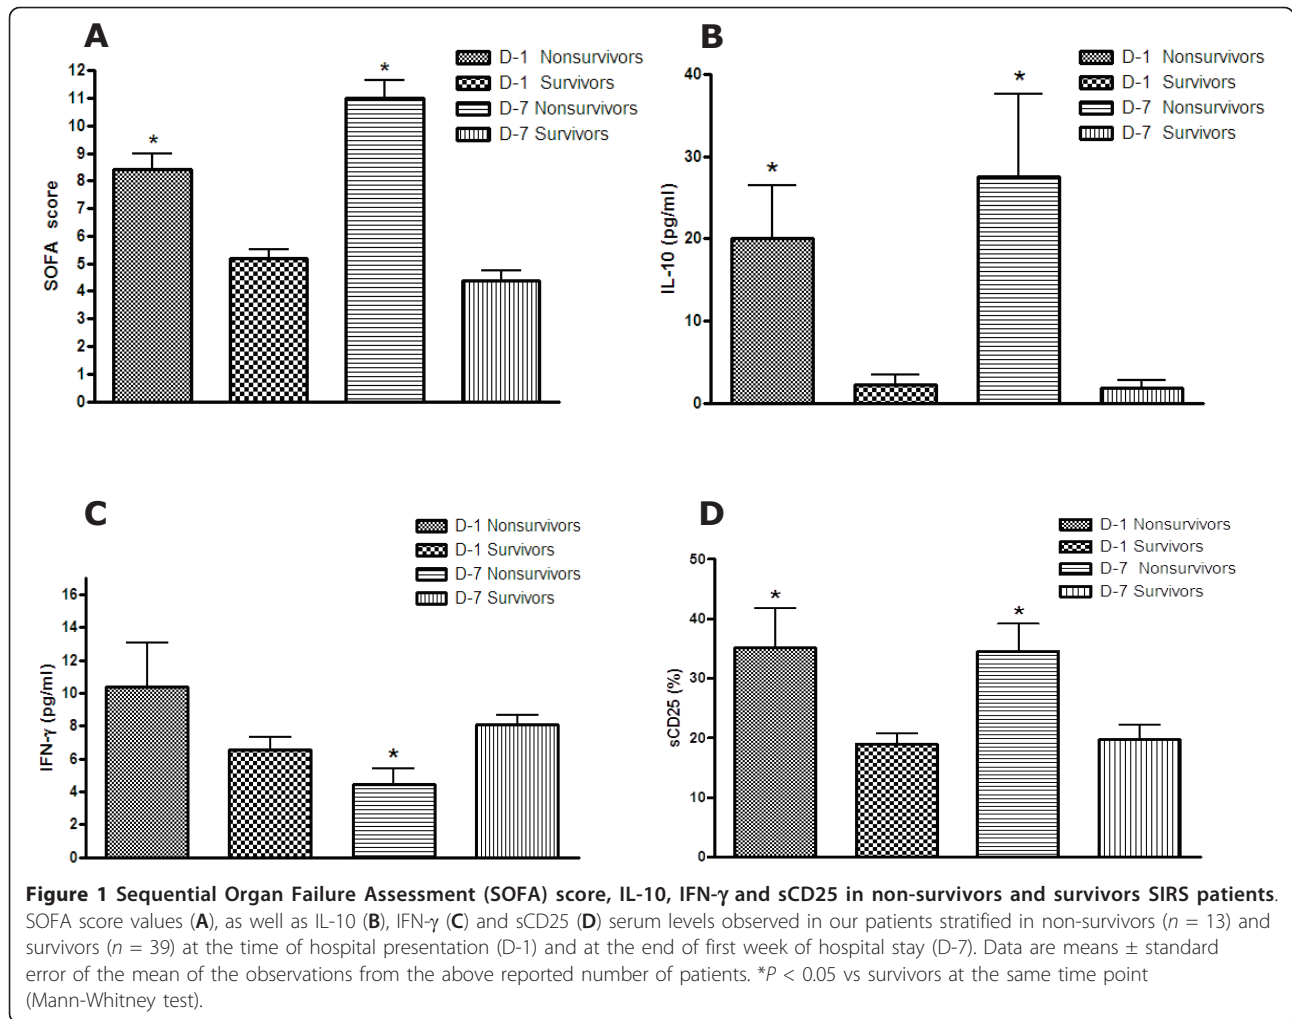 A
D-1 Nonsurvivors
D-1 Survivors
D-7 Nonsurvivors
D-7 Survivors
12
11
10
9
8
7
6
5
4
3
2
1
0
SOFA score
*
*
B
D-1 Nonsurvivors
D-1 Survivors
D-7 Nonsurvivors
D-7 Survivors
40
30
20
10
0
IL-10 (pg/ml)
*
*
C
D-1 Nonsurvivors
D-1 Survivors
D-7 Nonsurvivors
D-7 Survivors
16
14
12
10
8
6
4
2
0
IFN-γ (pg/ml)
*
D
D-1 Nonsurvivors
D-1 Survivors
D-7 Nonsurvivors
D-7 Survivors
50
40
30
20
10
0
sCD25 (%)
*
*
Figure 1 Sequential Organ Failure Assessment (SOFA) score, IL-10, IFN-γ and sCD25 in non-survivors and survivors SIRS patients.
SOFA score values (A), as well as IL-10 (B), IFN-γ (C) and sCD25 (D) serum levels observed in our patients stratified in non-survivors (n = 13) and
survivors (n = 39) at the time of hospital presentation (D-1) and at the end of first week of hospital stay (D-7). Data are means ± standard
error of the mean of the observations from the above reported number of patients. *P < 0.05 vs survivors at the same time point
(Mann-Whitney test).